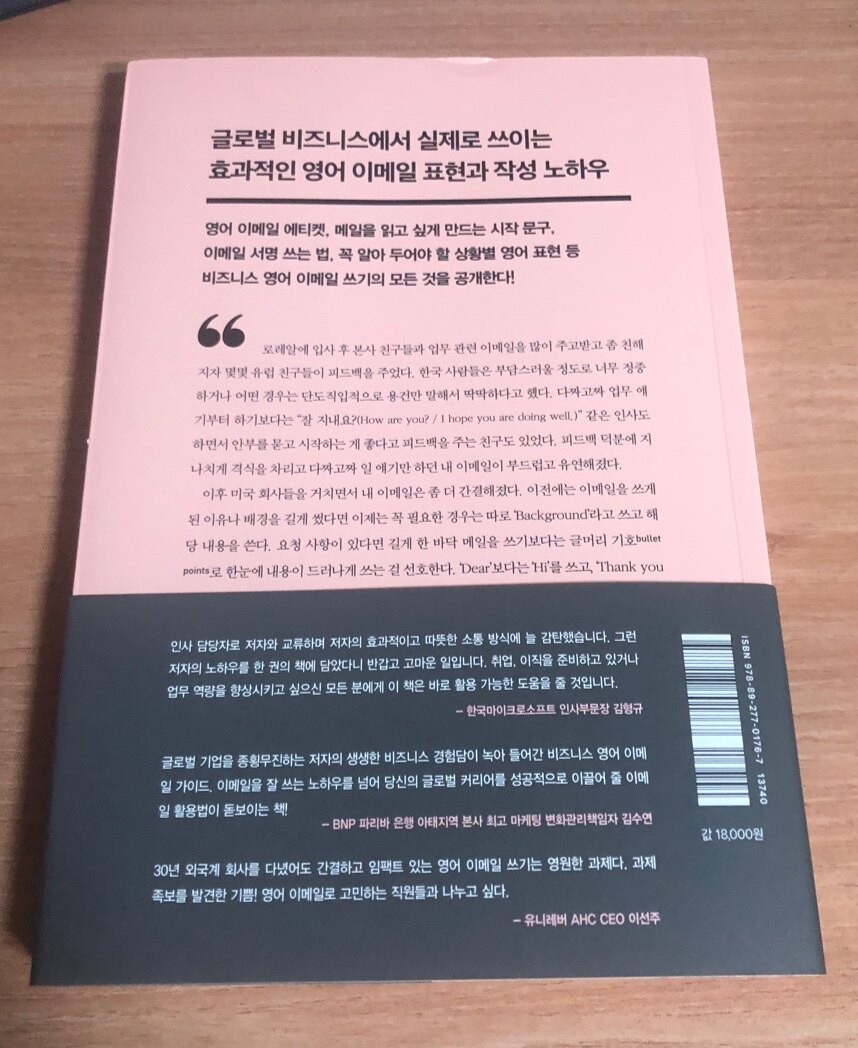 글로벌 비즈니스에서 실제로 쓰이는
효과적인 영어 이메일 표현과 작성 노하우
영어 이메일 에티켓, 메일을 읽고 싶게 만드는 시작 문구,
이메일 서명 쓰는 법, 꼭 알아 두어야 할 상황별 영어 표현 등
비즈니스 영어 이메일 쓰기의 모든 것을 공개한다!
“
로레알에 입사 후 본사 친구들과 업무 관련 이메일을 많이 주고받고 좀 친해
지자 몇몇 유럽 친구들이 피드백을 주었다. 한국 사람들은 부담스러울 정도로 너무 정중
하거나 어떤 경우는 단도직입적으로 용건만 말해서 딱딱하다고 했다. 다짜고짜 업무 얘
기부터 하기보다는 “잘 지내요?(How are you? / I hope you are doing well.)” 같은 인사도
하면서 안부를 묻고 시작하는 게 좋다고 피드백을 주는 친구도 있었다. 피드백 덕분에 지
나치게 격식을 차리고 다짜고짜 일 얘기만 하던 내 이메일이 부드럽고 유연해졌다.
이후 미국 회사들을 거치면서 내 이메일은 좀 더 간결해졌다. 이전에는 이메일을 쓰게
된 이유나 배경을 길게 썼다면 이제는 꼭 필요한 경우는 따로 ‘Background’라고 쓰고 해
당 내용을 쓴다. 요청 사항이 있다면 길게 한 바닥 메일을 쓰기보다는 글머리 기호bullet
points로 한눈에 내용이 드러나게 쓰는 걸 선호한다. ‘Dear’보다는 ‘Hi’를 쓰고, ‘Thank you
인사 담당자로 저자와 교류하며 저자의 효과적이고 따뜻한 소통 방식에 늘 감탄했습니다. 그런
저자의 노하우를 한 권의 책에 담았다니 반갑고 고마운 일입니다. 취업, 이직을 준비하고 있거나
업무 역량을 향상시키고 싶으신 모든 분에게 이 책은 바로 활용 가능한 도움을 줄 것입니다.
– 한국마이크로소프트 인사부문장 김형규
글로벌 기업을 종횡무진하는 저자의 생생한 비즈니스 경험담이 녹아 들어간 비즈니스 영어 이메
일 가이드. 이메일을 잘 쓰는 노하우를 넘어 당신의 글로벌 커리어를 성공적으로 이끌어 줄 이메
일 활용법이 돋보이는 책!
– BNP 파리바 은행 아태지역 본사 최고 마케팅 변화관리책임자 김수연
30년 외국계 회사를 다녔어도 간결하고 임팩트 있는 영어 이메일 쓰기는 영원한 과제다. 과제
족보를 발견한 기쁨! 영어 이메일로 고민하는 직원들과 나누고 싶다.
– 유니레버 AHC CEO 이선주
ISBN 978-89-277-0176-7 13740
값 18,000원